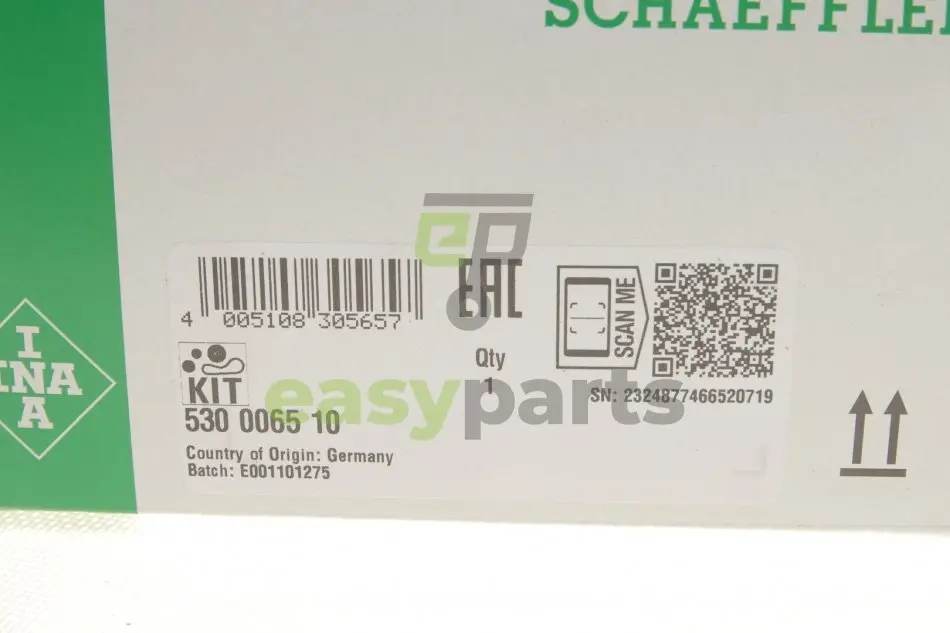 SCHAEFFLER
ep
EAC
SCAN ME
4 005108 305657
I
INA
A
Qty
1
KIT
easyparts
SN: 2324877466520719
530 0065 10
Country of Origin: Germany
Batch: E001101275